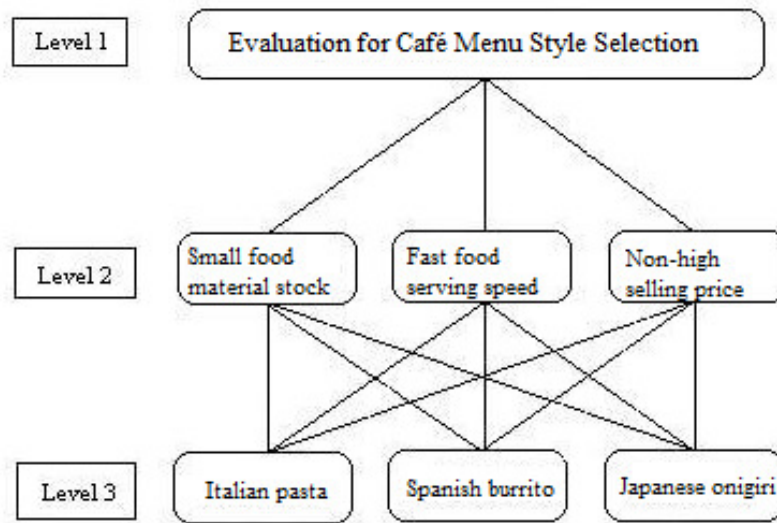 Level 1
Evaluation for Café Menu Style Selection
Level 2
Small food
material stock
Fast food
serving speed
Non-high
selling price
Level 3
Italian pasta
Spanish burrito
Japanese onigiri